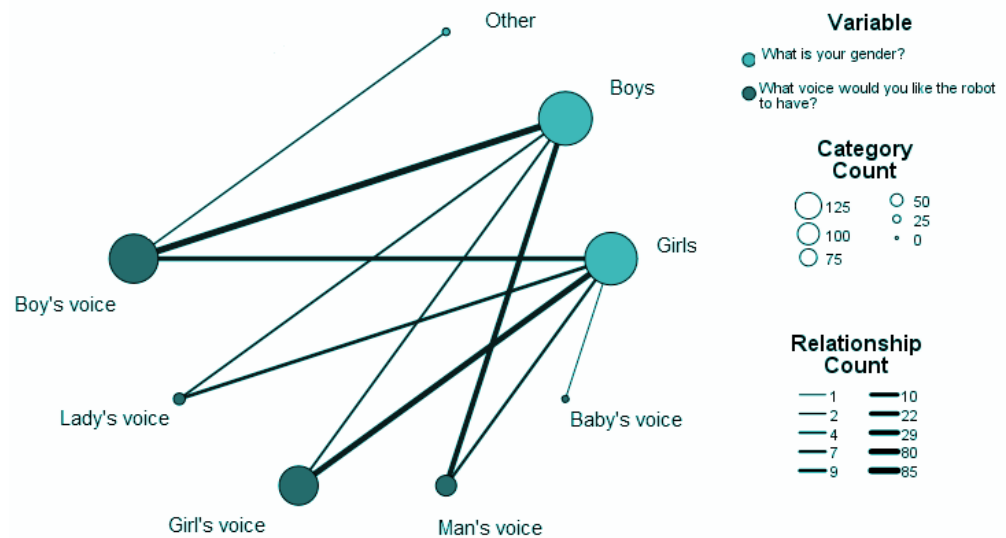 Other
Boys
Girls
Boy's voice
Lady's voice
Baby's voice
Girl's voice
Man's voice
Variable
What is your gender?
What voice would you like the robot
to have?
Category
Count
125
100
75
50
25
0
Relationship
Count
1
2
4
7
9
10
22
29
80
85